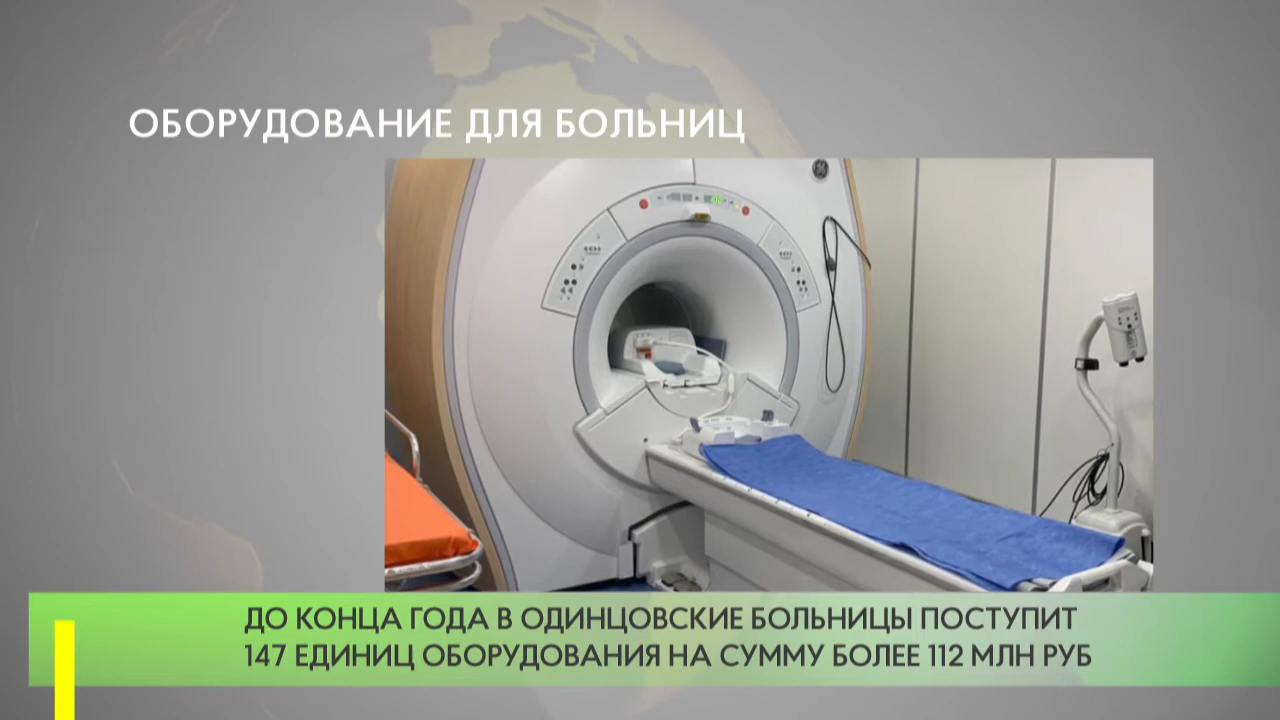 ОБОРУДОВАНИЕ ДЛЯ БОЛЬНИЦ
ДО КОНЦА ГОДА В ОДИНЦОВСКИЕ БОЛЬНИЦЫ ПОСТУПИТ
147 ЕДИНИЦ ОБОРУДОВАНИЯ НА СУММУ БОЛЕЕ 112 МЛН РУБ